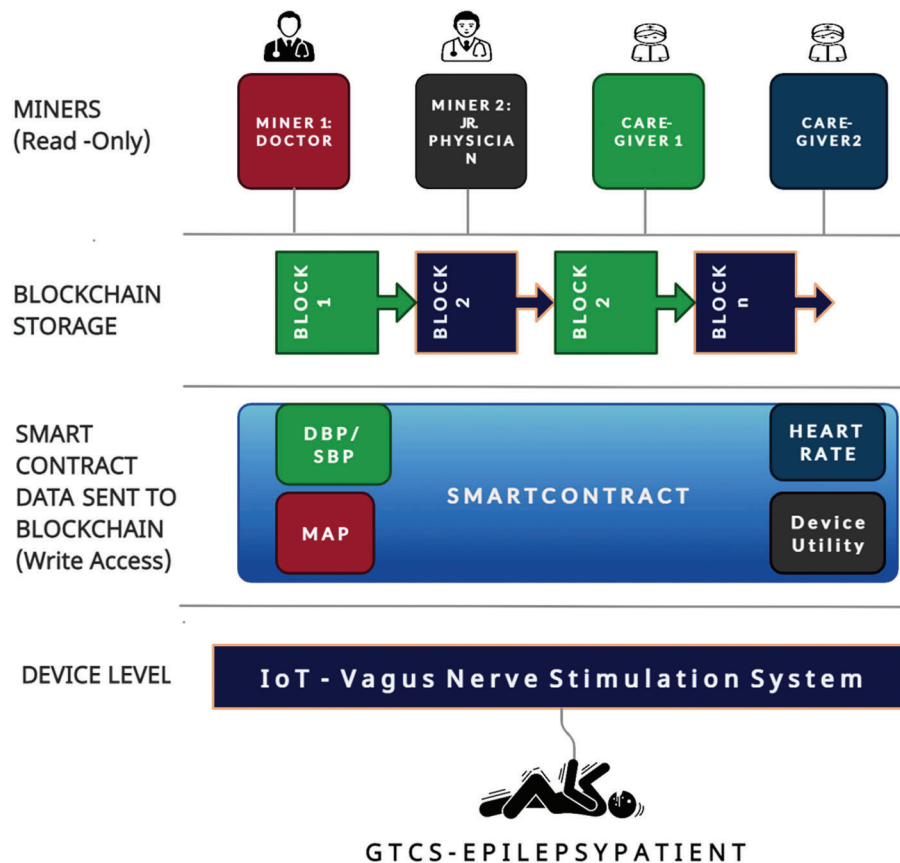 MINERS
(Read -Only)
MINER 1:
DOCTOR
MINER 2:
JR.
PHYSICIA
N
CARE-
GIVER 1
CARE-
GIVER2
BLOCKCHAIN
STORAGE
BLOCK
1
BLOCK
2
BLOCK
2
BLOCK
n
SMART
CONTRACT
DATA SENT TO
BLOCKCHAIN
(Write Access)
DBP/
SBP
MAP
SMARTCONTRACT
HEART
RATE
Device
Utility
DEVICE LEVEL
IoT - Vagus Nerve Stimulation System
GTCS-EPILEPSYPATIENT